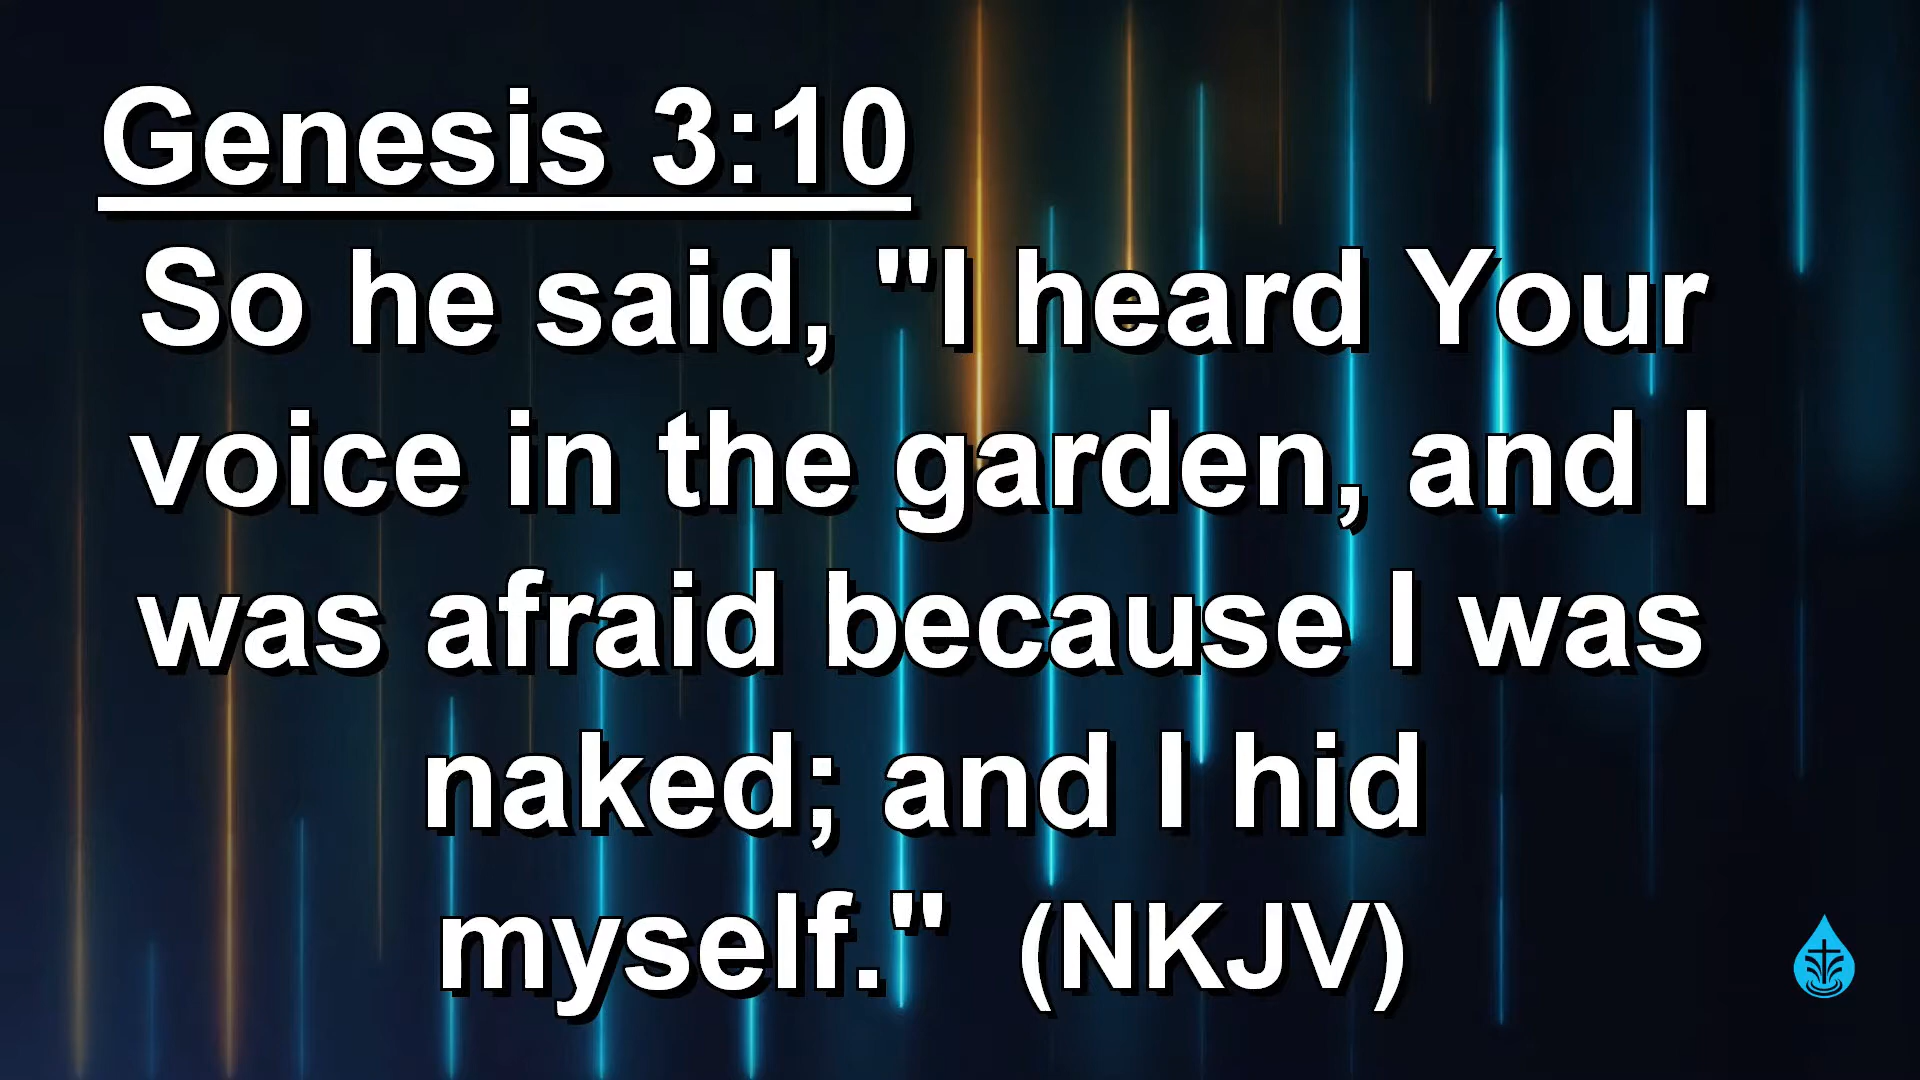 Genesis 3:10
So he said, "I heard Your
voice in the garden, and I
was afraid because I was
naked; and I hid
myself." (NKJV)